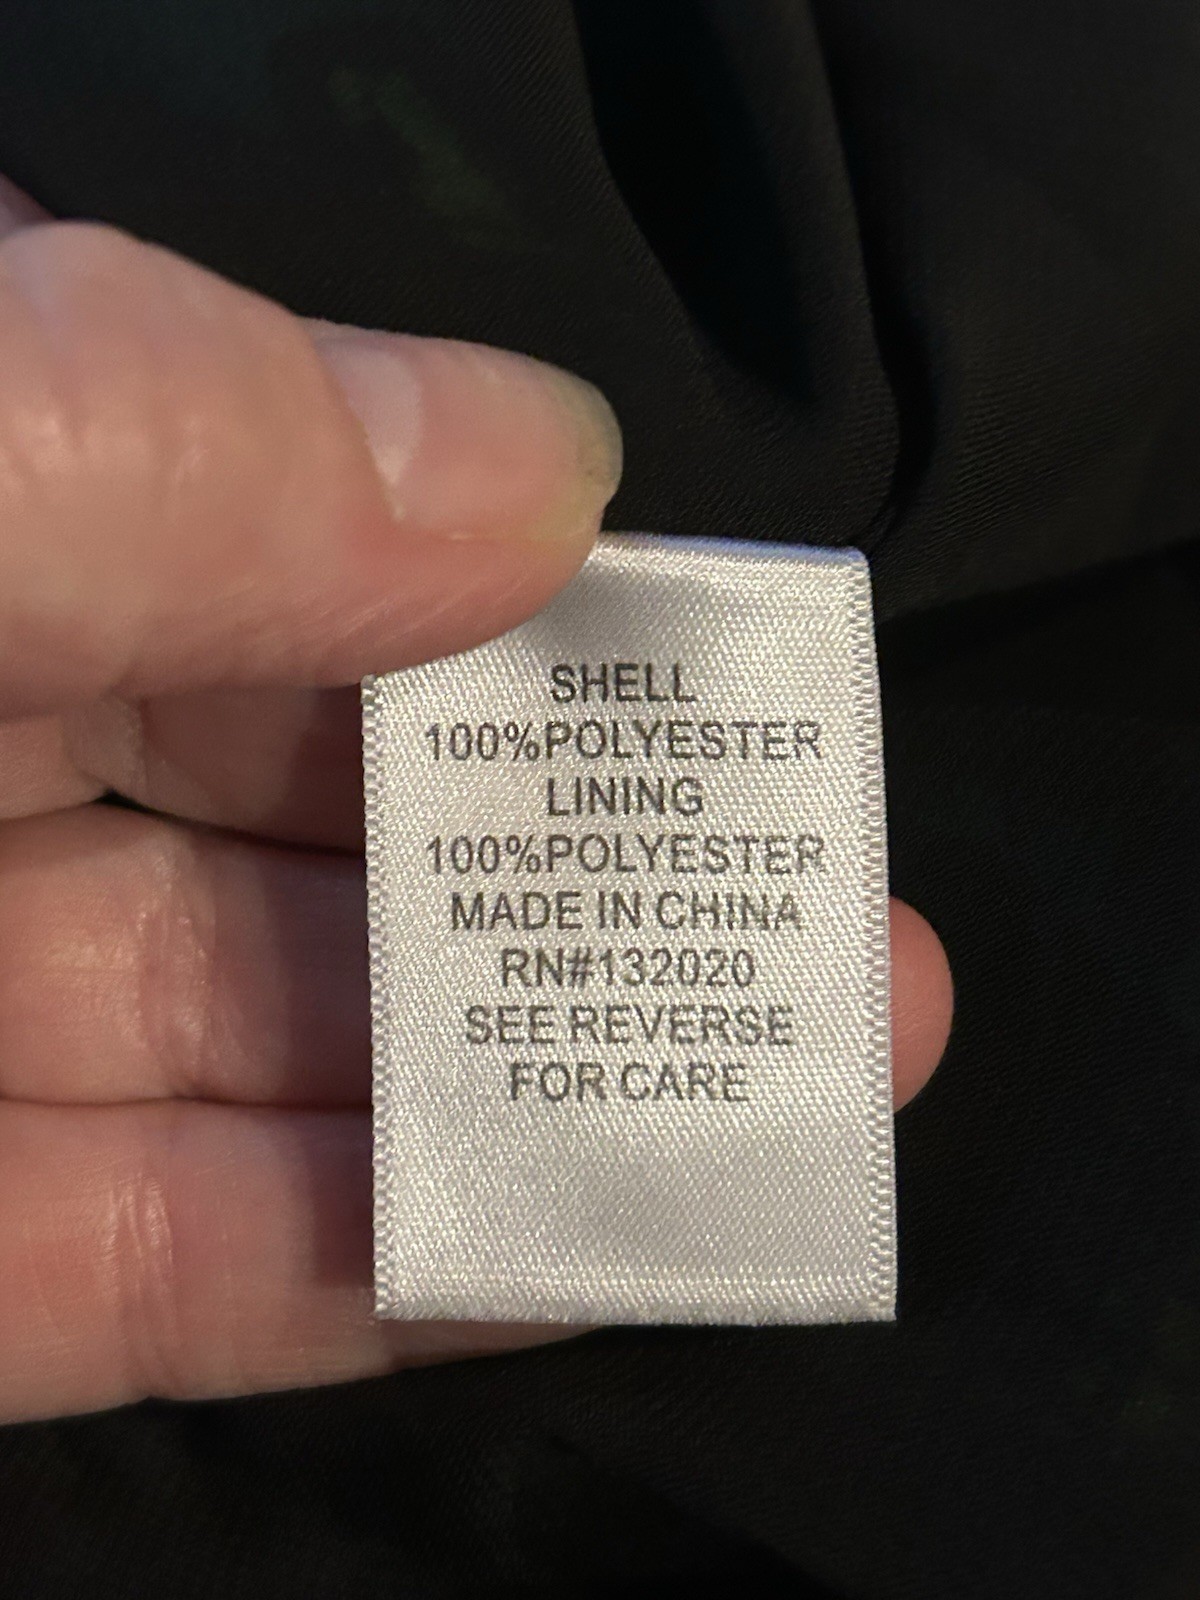 SHELL
100%POLYESTER
LINING
100%POLYESTER
MADE IN CHINA
RN#132020
SEE REVERSE
FOR CARE